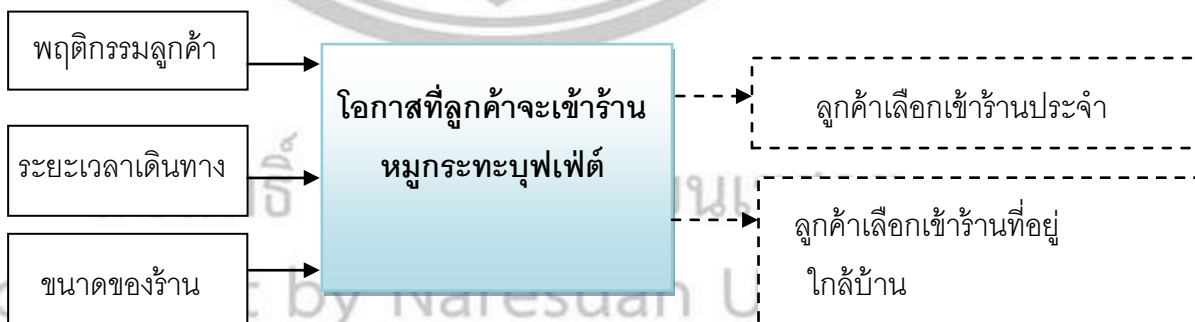 พฤติกรรมลูกค้า
ระยะเวลาเดินทาง
ขนาดของร้าน
โอกาสที่ลูกค้าจะเข้าร้าน
หมูกระทะบุฟเฟ่ต์
ลูกค้าเลือกเข้าร้านประจำ
ลูกค้าเลือกเข้าร้านที่อยู่
ใกล้บ้าน
by Naresuan U